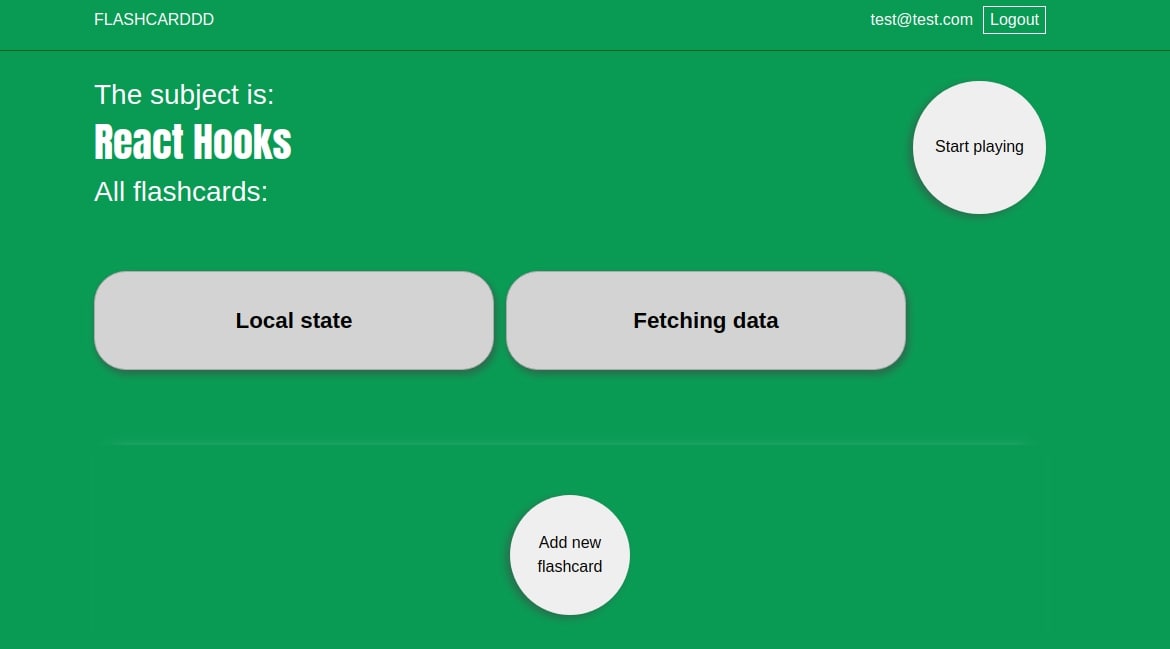 FLASHCARDDD
test@test.com Logout
The subject is:
React Hooks
All flashcards:
Start playing
Local state
Fetching data
Add new
flashcard